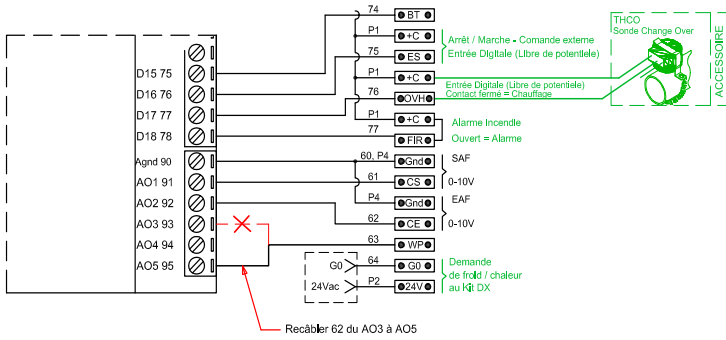 74
BT
P1
+C
Arrêt / Marche - Comande externe
75
ES
Entrée Digitale (Libre de potentiele)
THCO
Sonde Change Over
ACCESSOIRE
D15 75
P1
+C
Entrée Digitale (Libre de potentiele)
D16 76
76
OVH
Contact fermé = Chauffage
D17 77
P1
+C
Alarme Incendie
D18 78
77
FIR
Ouvert = Alarme
Agnd 90
60, P4
Gnd
SAF
AO1 91
61
CS
0-10V
AO2 92
P4
Gnd
EAF
AO3 93
62
CE
0-10V
AO4 94
63
WP
AO5 95
G0
64
G0
Demande
de froid / chaleur
24Vac
P2
24V
au Kit DX
Recâbler 62 du AO3 à AO5